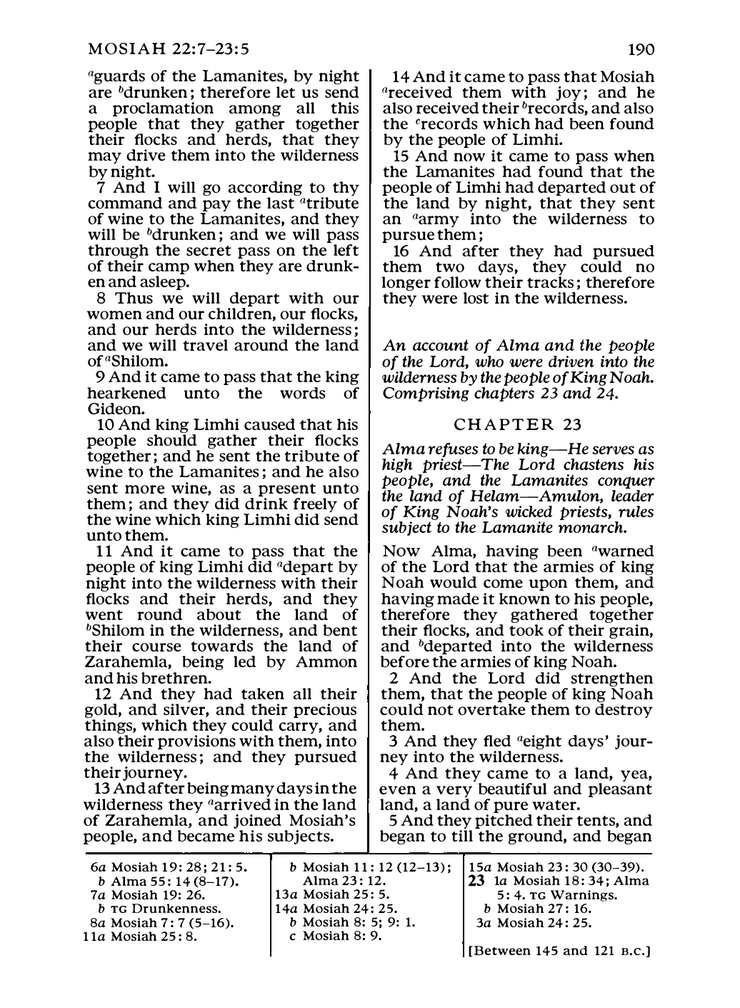 MOSIAH 22:7–23:5
190
aguards of the Lamanites, by night
are bdrunken; therefore let us send
a proclamation among all this
people that they gather together
their flocks and herds, that they
may drive them into the wilderness
by night.
7 And I will go according to thy
command and pay the last atribute
of wine to the Lamanites, and they
will be bdrunken; and we will pass
through the secret pass on the left
of their camp when they are drunk-
en and asleep.
8 Thus we will depart with our
women and our children, our flocks,
and our herds into the wilderness;
and we will travel around the land
of aShilom.
9 And it came to pass that the king
hearkened unto the words of
Gideon.
10 And king Limhi caused that his
people should gather their flocks
together; and he sent the tribute of
wine to the Lamanites; and he also
sent more wine, as a present unto
them; and they did drink freely of
the wine which king Limhi did send
unto them.
11 And it came to pass that the
people of king Limhi did adepart by
night into the wilderness with their
flocks and their herds, and they
went round about the land of
bShilom in the wilderness, and bent
their course towards the land of
Zarahemla, being led by Ammon
and his brethren.
12 And they had taken all their
gold, and silver, and their precious
things, which they could carry, and
also their provisions with them, into
the wilderness; and they pursued
their journey.
13 And after being many days in the
wilderness they aarrived in the land
of Zarahemla, and joined Mosiah's
people, and became his subjects.
14 And it came to pass that Mosiah
areceived them with joy; and he
also received their brecords, and also
the crecords which had been found
by the people of Limhi.
15 And now it came to pass when
the Lamanites had found that the
people of Limhi had departed out of
the land by night, that they sent
an aarmy into the wilderness to
pursue them;
16 And after they had pursued
them two days, they could no
longer follow their tracks; therefore
they were lost in the wilderness.
An account of Alma and the people
of the Lord, who were driven into the
wilderness by the people of King Noah.
Comprising chapters 23 and 24.
CHAPTER 23
Alma refuses to be king—He serves as
high priest—The Lord chastens his
people, and the Lamanites conquer
the land of Helam—Amulon, leader
of King Noah's wicked priests, rules
subject to the Lamanite monarch.
Now Alma, having been awarned
of the Lord that the armies of king
Noah would come upon them, and
having made it known to his people,
therefore they gathered together
their flocks, and took of their grain,
and bdeparted into the wilderness
before the armies of king Noah.
2 And the Lord did strengthen
them, that the people of king Noah
could not overtake them to destroy
them.
3 And they fled aeight days' jour-
ney into the wilderness.
4 And they came to a land, yea,
even a very beautiful and pleasant
land, a land of pure water.
5 And they pitched their tents, and
began to till the ground, and began
6a Mosiah 19: 28; 21: 5.
b Alma 55: 14 (8–17).
7a Mosiah 19: 26.
b TG Drunkenness.
8a Mosiah 7: 7 (5–16).
11a Mosiah 25: 8.
b Mosiah 11: 12 (12–13);
Alma 23: 12.
13a Mosiah 25: 5.
14a Mosiah 24: 25.
b Mosiah 8: 5; 9: 1.
c Mosiah 8: 9.
15a Mosiah 23: 30 (30–39).
23 1a Mosiah 18: 34; Alma
5: 4. TG Warnings.
b Mosiah 27: 16.
3a Mosiah 24: 25.
[Between 145 and 121 B.C.]